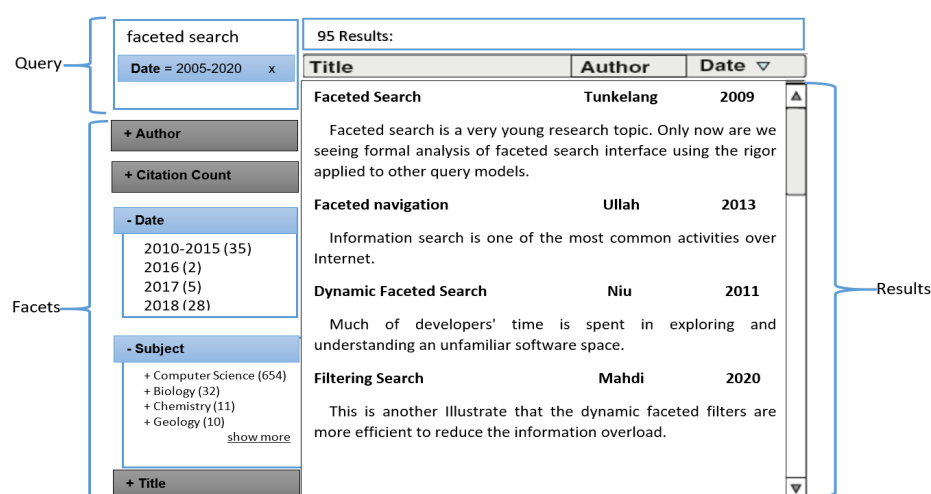 Query
faceted search
Date = 2005-2020 x
95 Results:
Title Author Date
Facets
+ Author
+ Citation Count
- Date
2010-2015 (35)
2016 (2)
2017 (5)
2018 (28)
- Subject
+ Computer Science (654)
+ Biology (32)
+ Chemistry (11)
+ Geology (10)
show more
+ Title
Faceted Search Tunkelang 2009
Faceted search is a very young research topic. Only now are we
seeing formal analysis of faceted search interface using the rigor
applied to other query models.
Faceted navigation Ullah 2013
Information search is one of the most common activities over
Internet.
Dynamic Faceted Search Niu 2011
Much of developers' time is spent in exploring and
understanding an unfamiliar software space.
Filtering Search Mahdi 2020
This is another Illustrate that the dynamic faceted filters are
more efficient to reduce the information overload.
Results